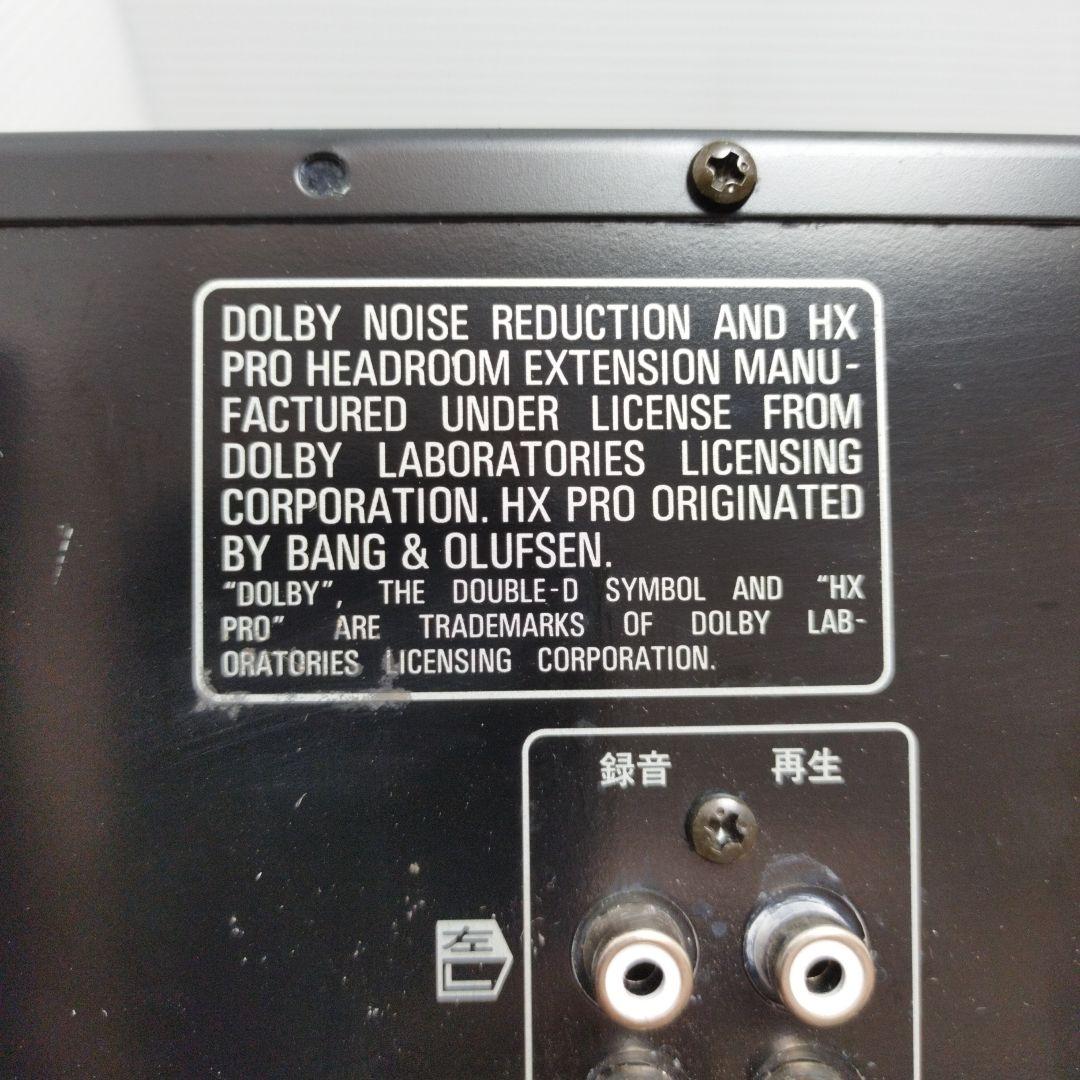 DOLBY NOISE REDUCTION AND HX
PRO HEADROOM EXTENSION MANU-
FACTURED UNDER LICENSE FROM
DOLBY LABORATORIES LICENSING
CORPORATION. HX PRO ORIGINATED
BY BANG & OLUFSEN.
"DOLBY", THE DOUBLE-D SYMBOL AND "HX
PRO" ARE TRADEMARKS OF DOLBY LAB-
ORATORIES LICENSING CORPORATION.
録音 再生
左
L